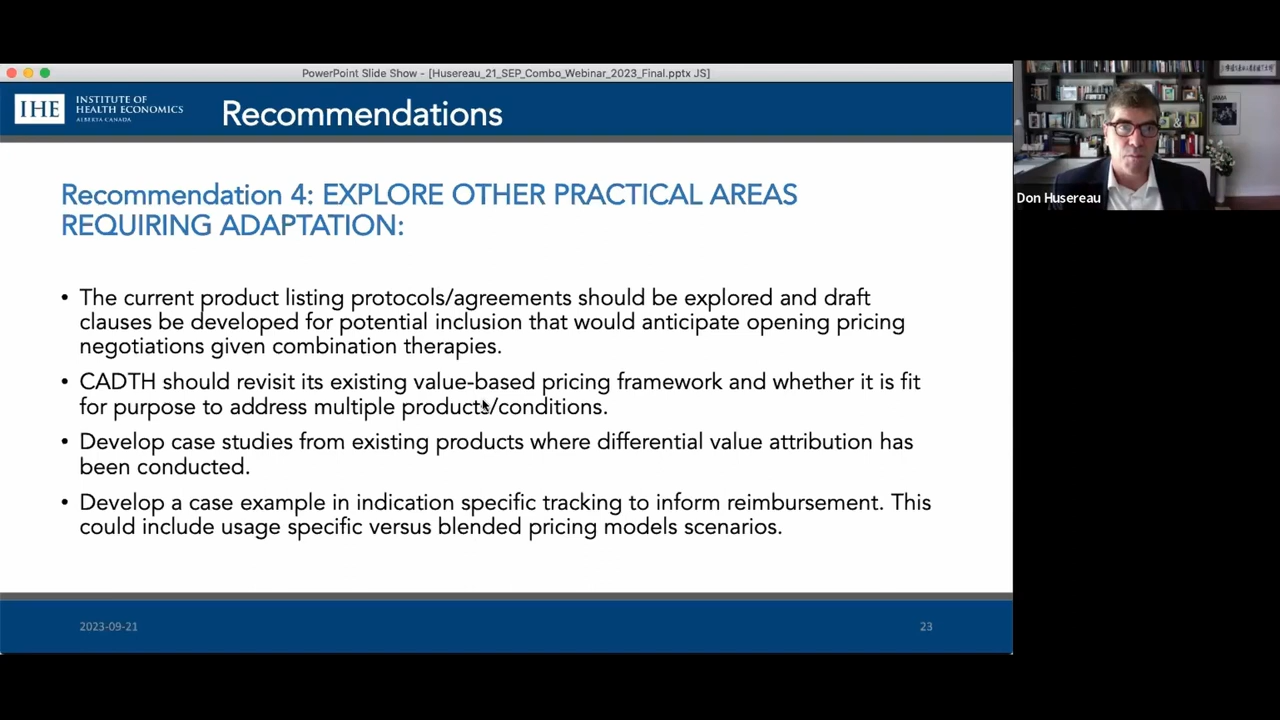 PowerPoint Slide Show - [Husereau_21_SEP_Combo_Webinar_2023_Final.pptx JS]
IHE
INSTITUTE OF
HEALTH ECONOMICS
ALBERTA CANADA
Recommendations
Recommendation 4: EXPLORE OTHER PRACTICAL AREAS
REQUIRING ADAPTATION:
• The current product listing protocols/agreements should be explored and draft
clauses be developed for potential inclusion that would anticipate opening pricing
negotiations given combination therapies.
• CADTH should revisit its existing value-based pricing framework and whether it is fit
for purpose to address multiple products/conditions.
• Develop case studies from existing products where differential value attribution has
been conducted.
• Develop a case example in indication specific tracking to inform reimbursement. This
could include usage specific versus blended pricing models scenarios.
2023-09-21
23
JAMA
Don Husereau